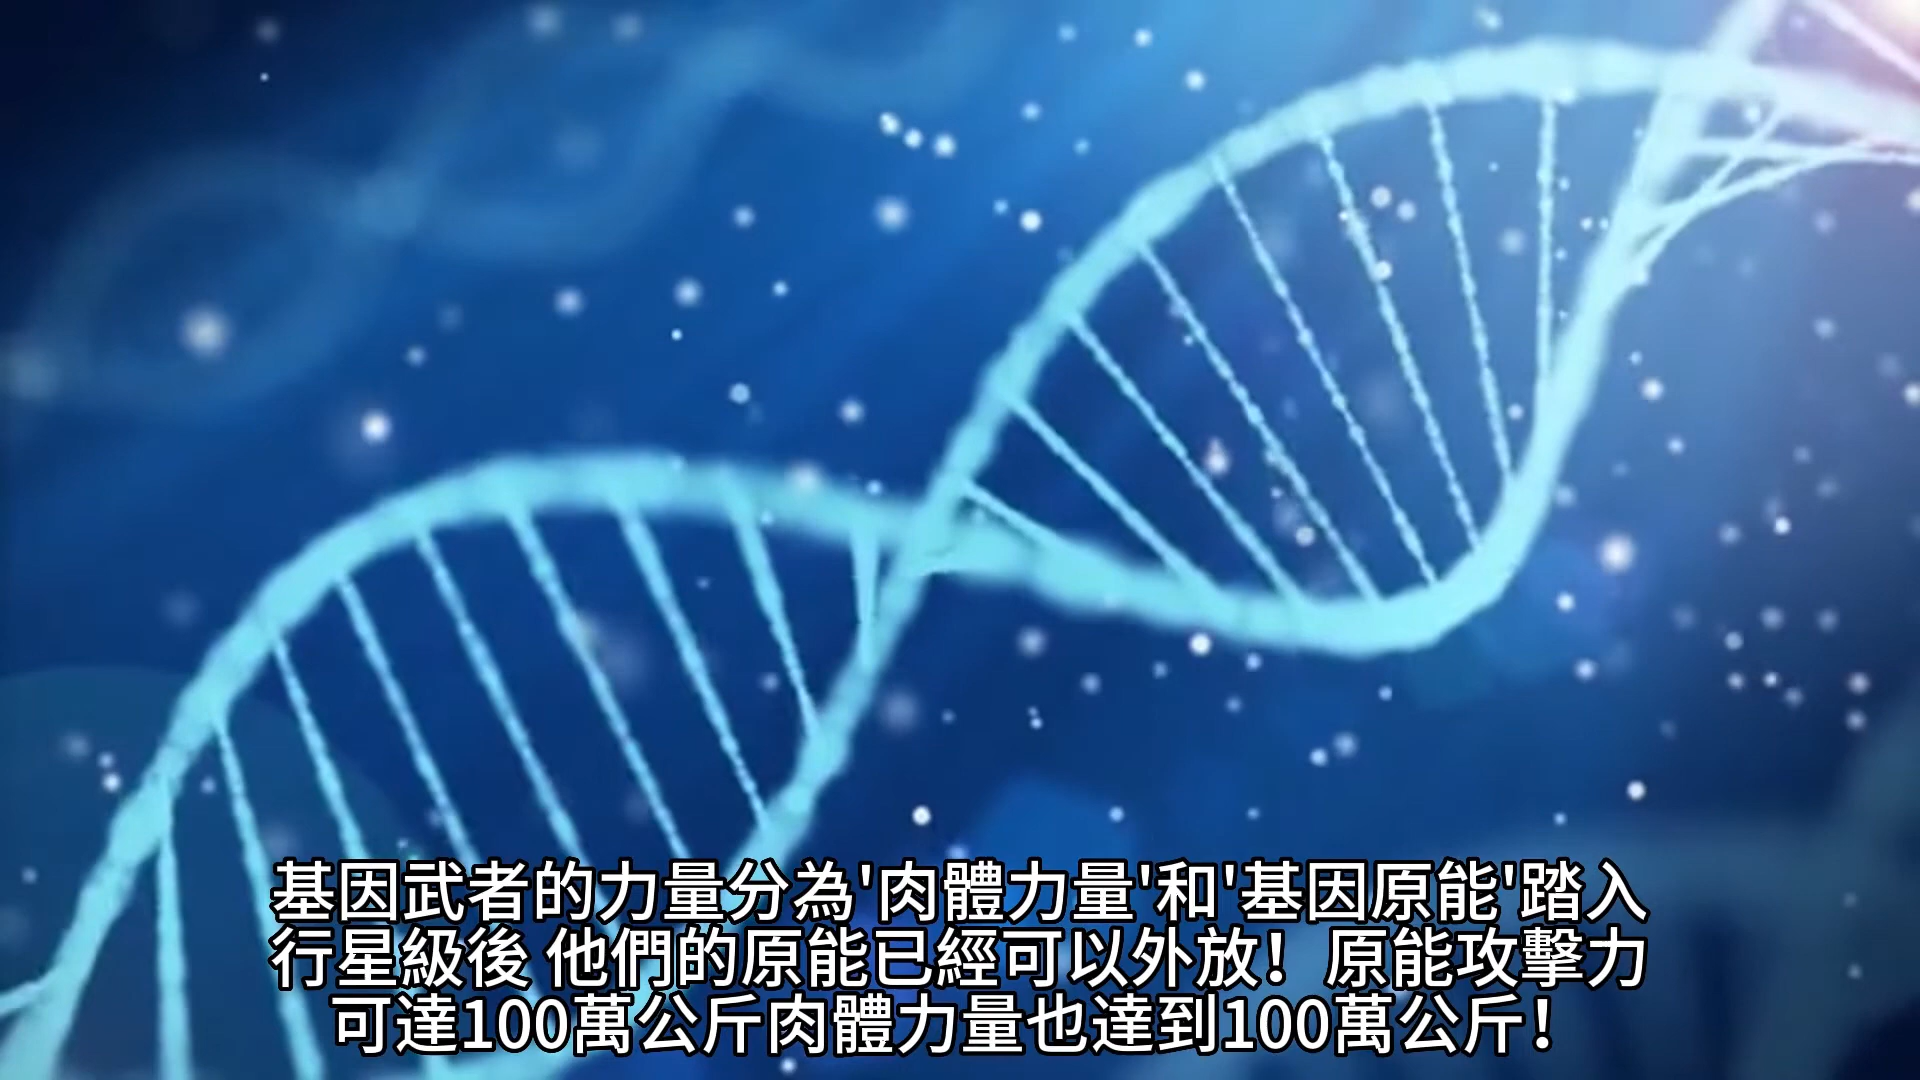 基因武者的力量分為'肉體力量'和'基因原能'踏入
行星級後 他們的原能已經可以外放！原能攻擊力
可達100萬公斤肉體力量也達到100萬公斤！